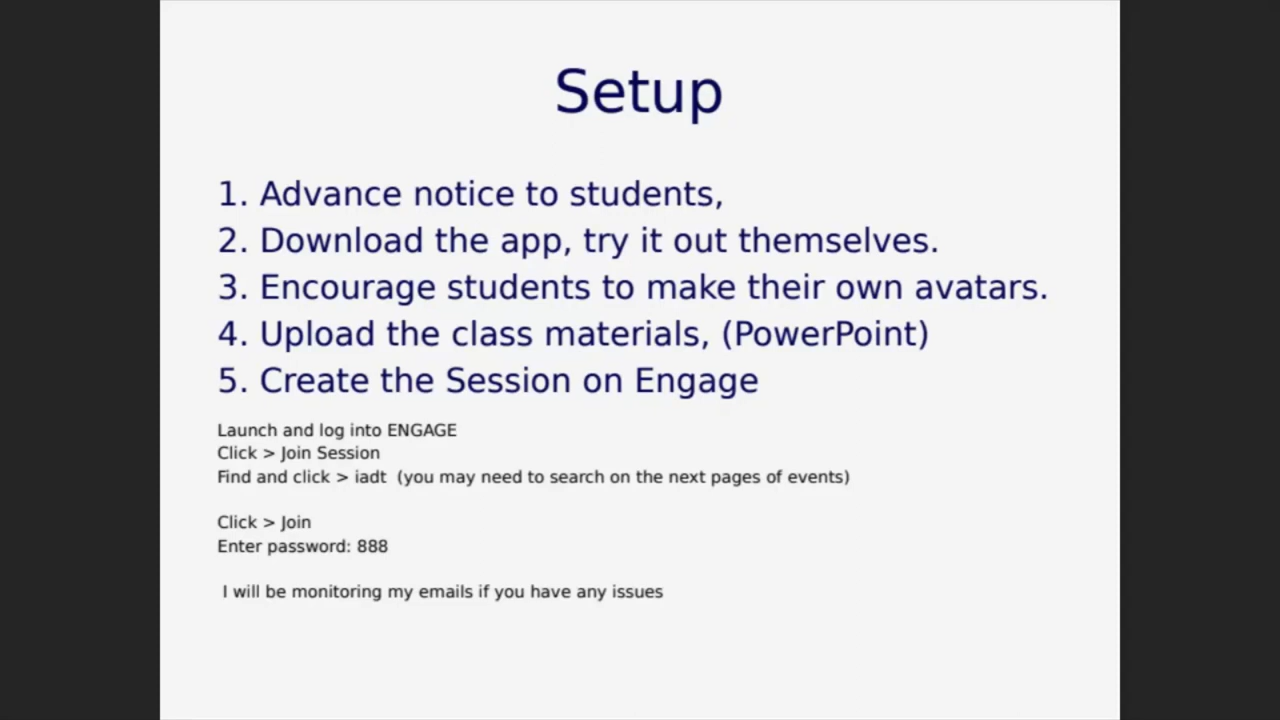 Setup
1. Advance notice to students,
2. Download the app, try it out themselves.
3. Encourage students to make their own avatars.
4. Upload the class materials, (PowerPoint)
5. Create the Session on Engage
Launch and log into ENGAGE
Click > Join Session
Find and click > iadt  (you may need to search on the next pages of events)
Click > Join
Enter password: 888
I will be monitoring my emails if you have any issues